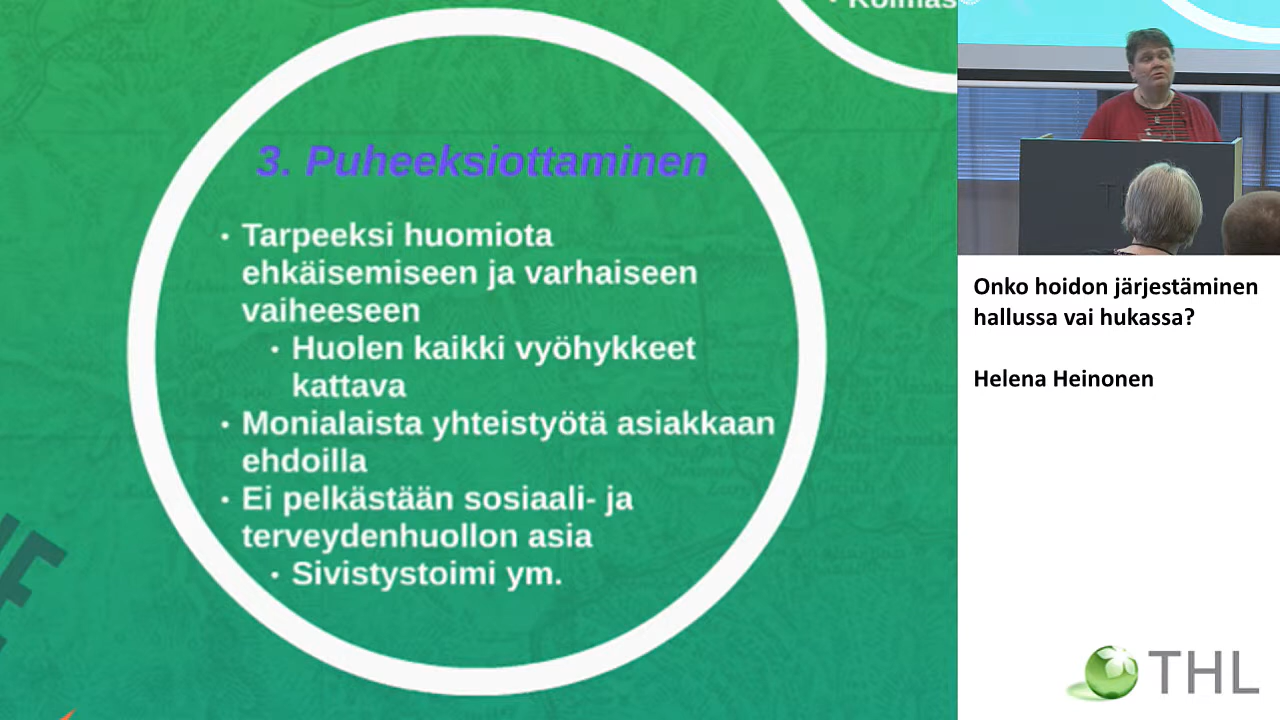 3. Puheeksiottaminen
• Tarpeeksi huomiota
ehkäisemiseen ja varhaiseen
vaiheeseen
• Huolen kaikki vyöhykkeet
kattava
• Monialaista yhteistyötä asiakkaan
ehdoilla
• Ei pelkästään sosiaali- ja
terveydenhuollon asia
• Sivistystoimi ym.
Onko hoidon järjestäminen
hallussa vai hukassa?
Helena Heinonen
THL